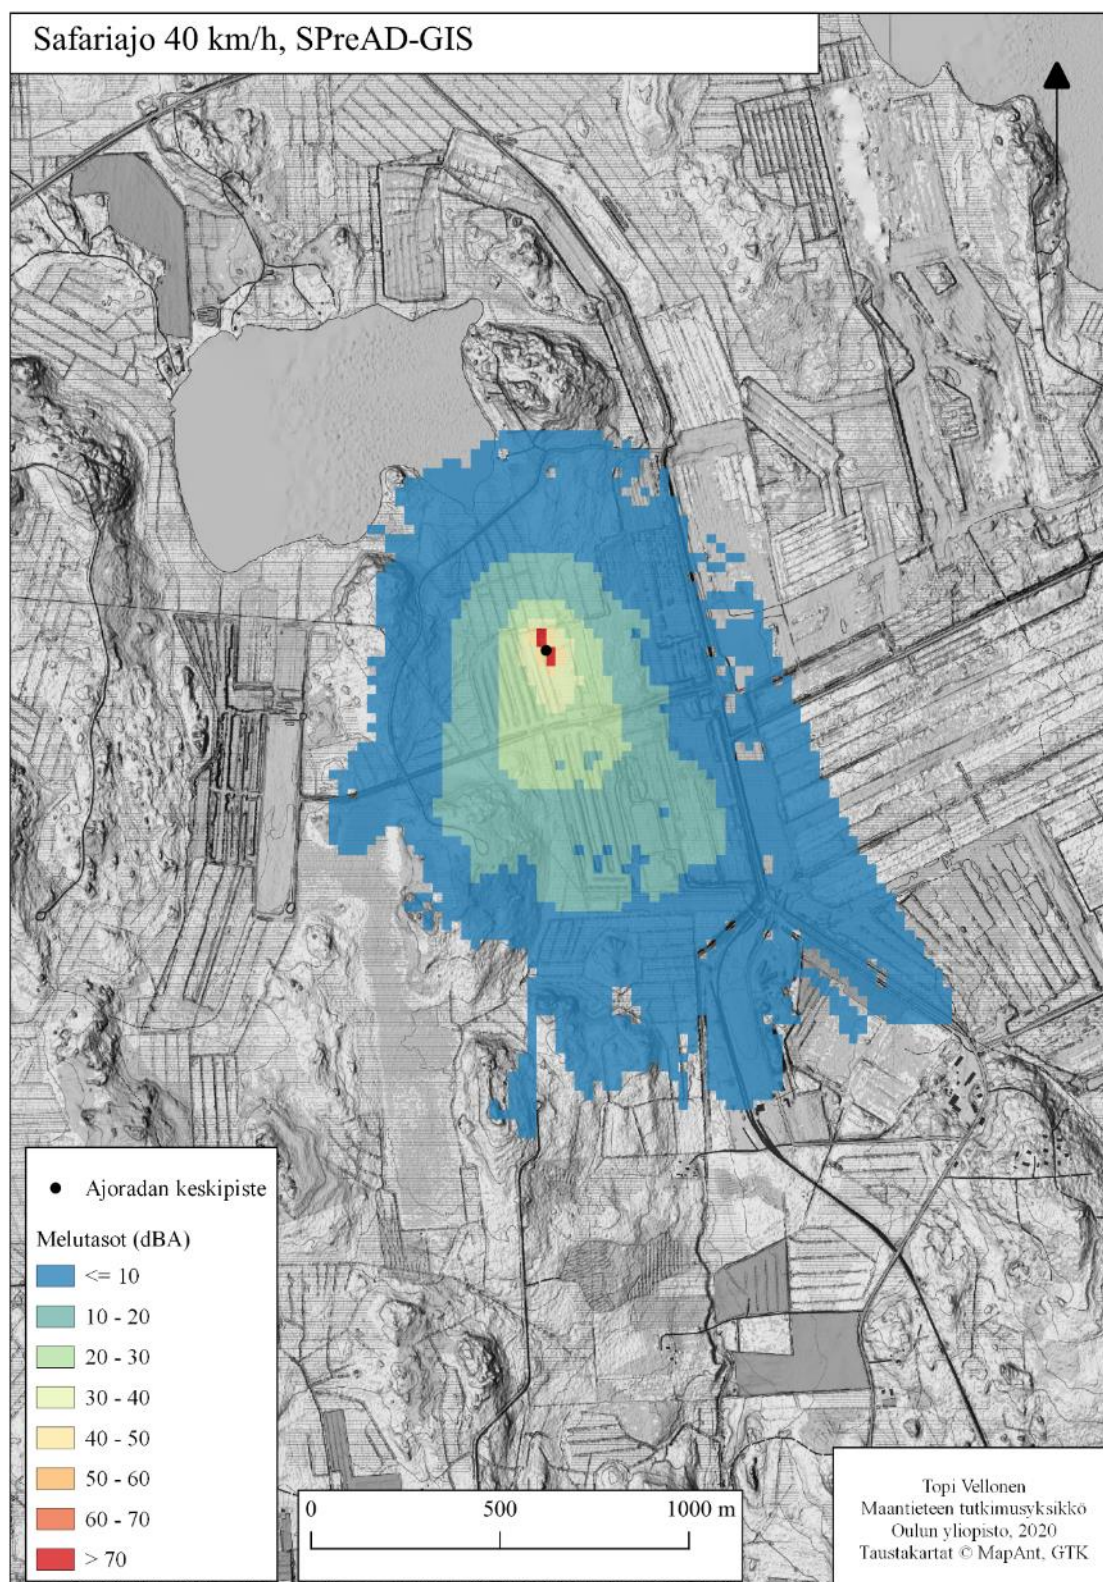 Safariajo 40 km/h, SPreAD-GIS
Ajoradan keskipiste
Melutasot (dBA)
<= 10
10 - 20
20 - 30
30 - 40
40 - 50
50 - 60
60 - 70
> 70
0 500 1000 m
Topi Vellonen
Maantieteen tutkimusyksikkö
Oulun yliopisto, 2020
Taustakartat © MapAnt, GTK